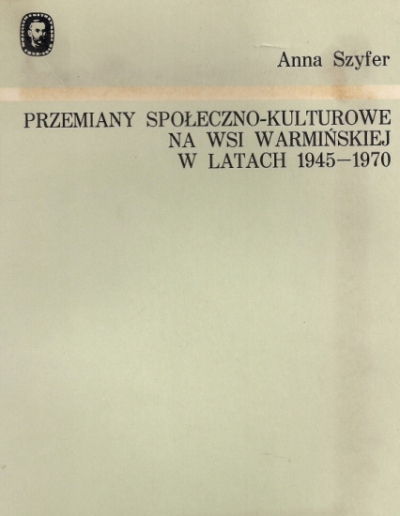 Anna Szyfer
PRZEMIANY SPOŁECZNO-KULTUROWE
NA WSI WARMIŃSKIEJ
W LATACH 1945—1970